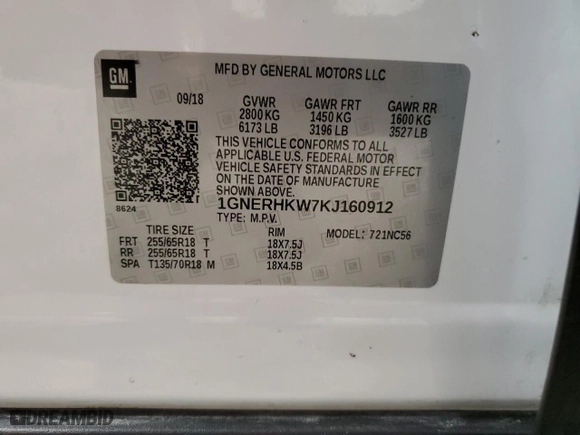 GM
MFD BY GENERAL MOTORS LLC
09/18 GVWR GAWR FRT GAWR RR
2800 KG 1450 KG 1600 KG
6173 LB 3196 LB 3527 LB
THIS VEHICLE CONFORMS TO ALL
APPLICABLE U.S. FEDERAL MOTOR
VEHICLE SAFETY STANDARDS IN EFFECT
ON THE DATE OF MANUFACTURE
SHOWN ABOVE.
8624 1GNERHKW7KJ160912
TYPE: M.P.V. MODEL: 721NC56
TIRE SIZE RIM
FRT 255/65R18 T 18X7.5J
RR 255/65R18 T 18X7.5J
SPA T135/70R18 M 18X4.5B
DREAMBID